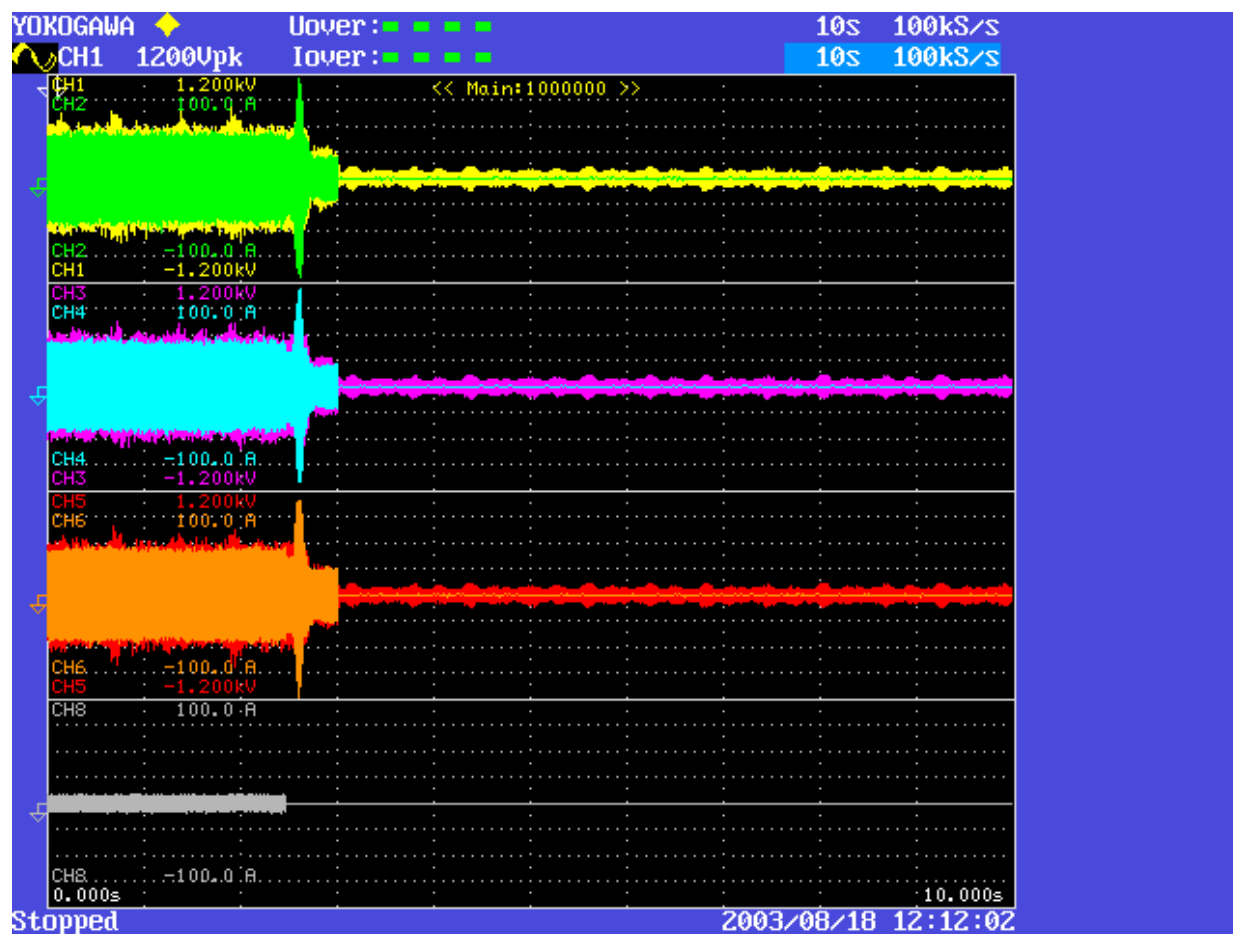 YOKOGAWA Uover: 10s 100kS/s
CH1 1200Vpk Iover: 10s 100kS/s
CH1 1.200kV << Main:1000000 >>
CH2 100.0 A
CH2 -100.0 A
CH1 -1.200kV
CH3 1.200kV
CH4 100.0 A
CH4 -100.0 A
CH3 -1.200kV
CH5 1.200kV
CH6 100.0 A
CH6 -100.0 A
CH5 -1.200kV
CH8 100.0 A
CH8 -100.0 A
0.000s 10.000s
Stopped 2003/08/18 12:12:02